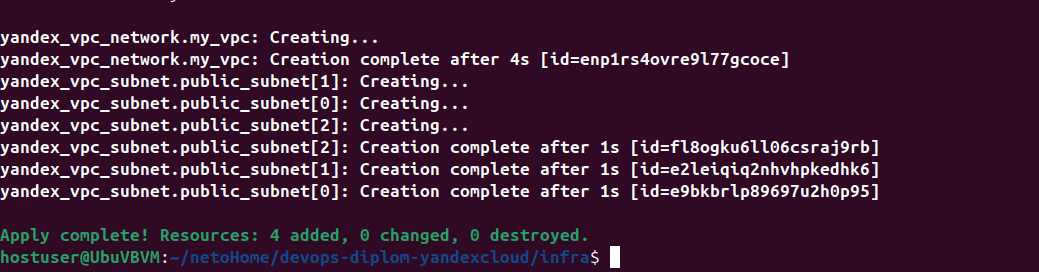 yandex_vpc_network.my_vpc: Creating...
yandex_vpc_network.my_vpc: Creation complete after 4s [id=enp1rs4ovre9l77gcoce]
yandex_vpc_subnet.public_subnet[1]: Creating...
yandex_vpc_subnet.public_subnet[0]: Creating...
yandex_vpc_subnet.public_subnet[2]: Creating...
yandex_vpc_subnet.public_subnet[2]: Creation complete after 1s [id=fl8ogku6ll06csraj9rb]
yandex_vpc_subnet.public_subnet[1]: Creation complete after 1s [id=e2leiqiq2nhvhpkedhk6]
yandex_vpc_subnet.public_subnet[0]: Creation complete after 1s [id=e9bkbrlp89697u2h0p95]
Apply complete! Resources: 4 added, 0 changed, 0 destroyed.
hostuser@UbuVBVM:~/netoHome/devops-diplom-yandexcloud/infra$